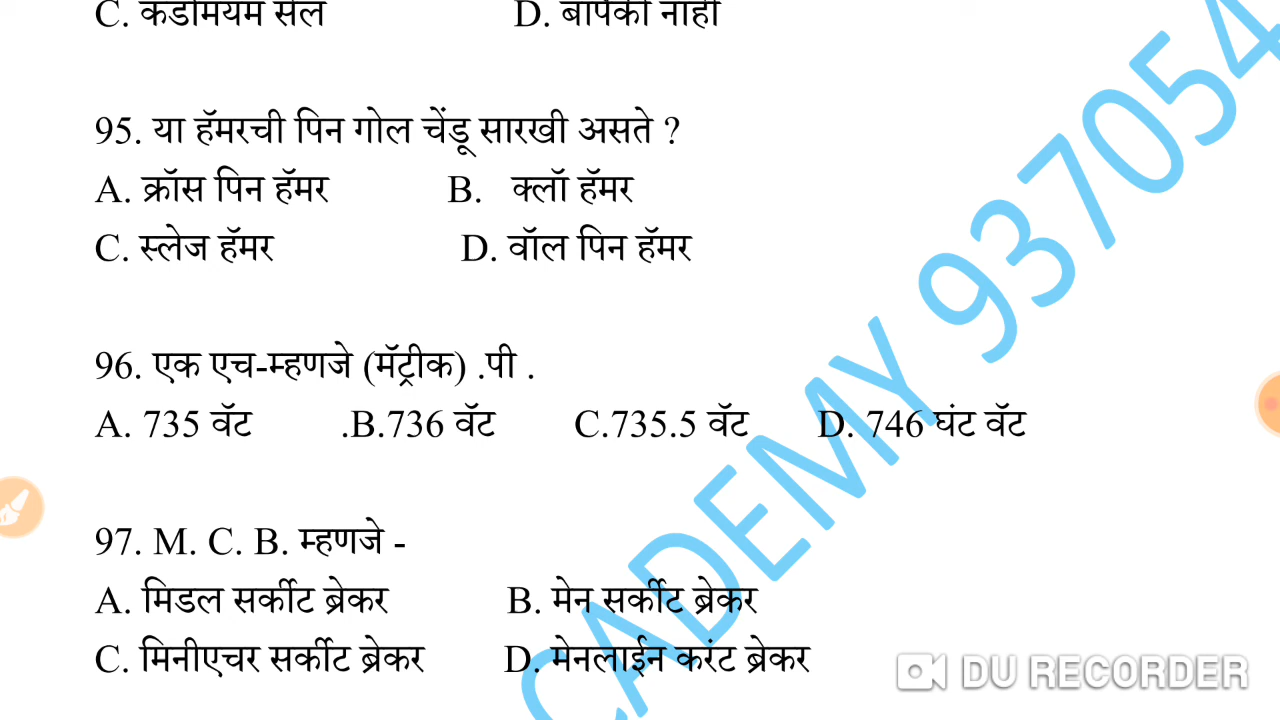 C. कॅडमियम सेल D. यापैकी नाही
95. या हॅमरची पिन गोल चेंडू सारखी असते ?
A. क्रॉस पिन हॅमर B. क्लॉ हॅमर
C. स्लेज हॅमर D. वॉल पिन हॅमर
96. एक एच-म्हणजे (मॅट्रीक) .पी .
A. 735 वॅट .B.736 वॅट C.735.5 वॅट D. 746 घंट वॅट
97. M. C. B. म्हणजे -
A. मिडल सर्कीट ब्रेकर B. मेन सर्कीट ब्रेकर
C. मिनीएचर सर्कीट ब्रेकर D. मेनलाईन करंट ब्रेकर
CADEMY 937054
DU RECORDER